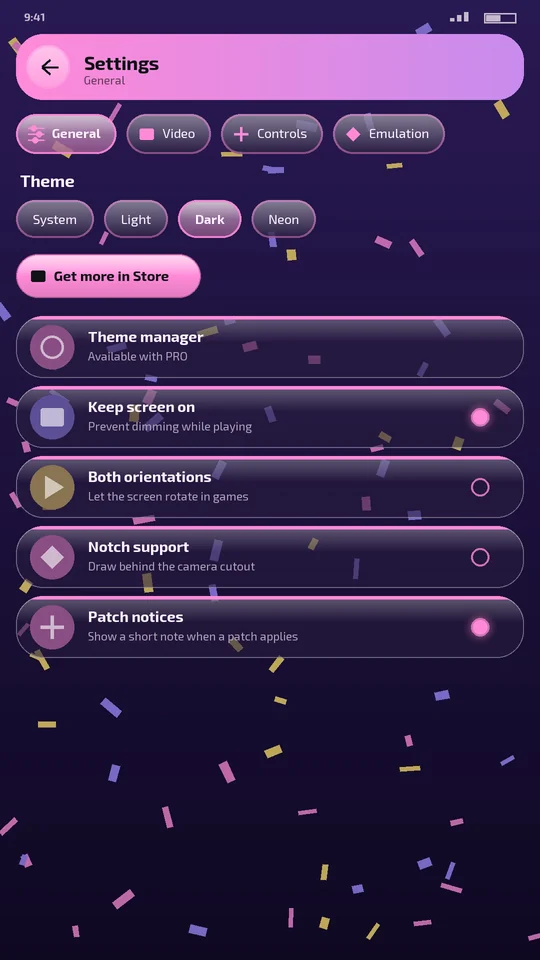 9:41
Settings
General
General
Video
Controls
Emulation
Theme
System
Light
Dark
Neon
Get more in Store
Theme manager
Available with PRO
Keep screen on
Prevent dimming while playing
Both orientations
Let the screen rotate in games
Notch support
Draw behind the camera cutout
Patch notices
Show a short note when a patch applies